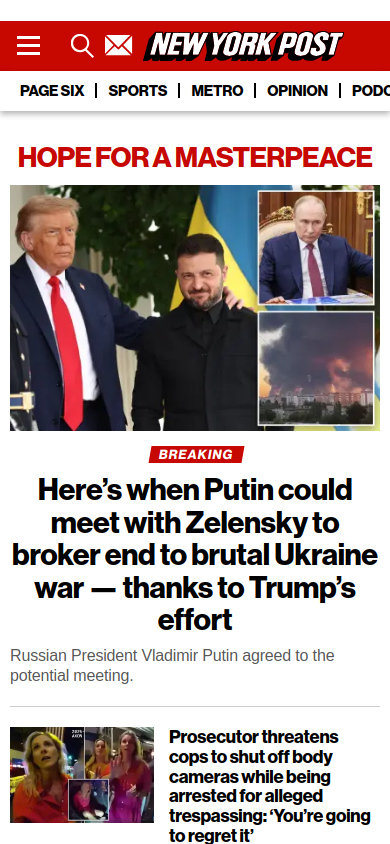 NEW YORK POST
PAGE SIX
SPORTS
METRO
OPINION
PODC
HOPE FOR A MASTERPEACE
BREAKING
Here’s when Putin could
meet with Zelensky to
broker end to brutal Ukraine
war — thanks to Trump’s
effort
Russian President Vladimir Putin agreed to the
potential meeting.
Prosecutor threatens
cops to shut off body
cameras while being
arrested for alleged
trespassing: ‘You’re going
to regret it’